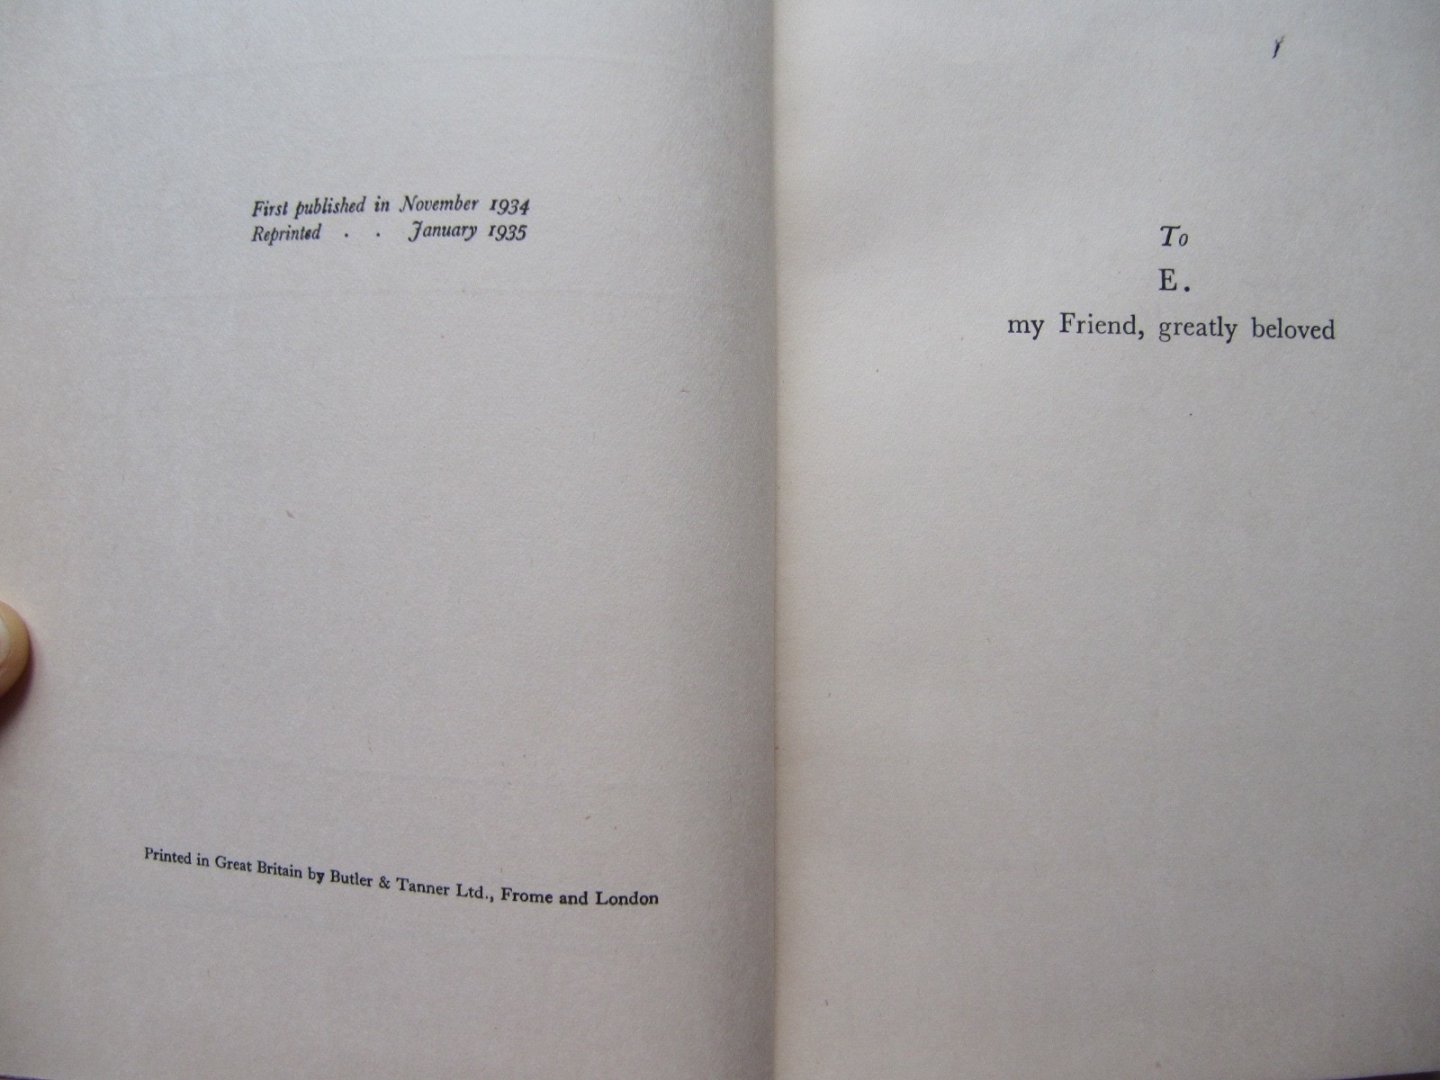 First published in November 1934
Reprinted . . January 1935
Printed in Great Britain by Butler & Tanner Ltd., Frome and London
To
E.
my Friend, greatly beloved